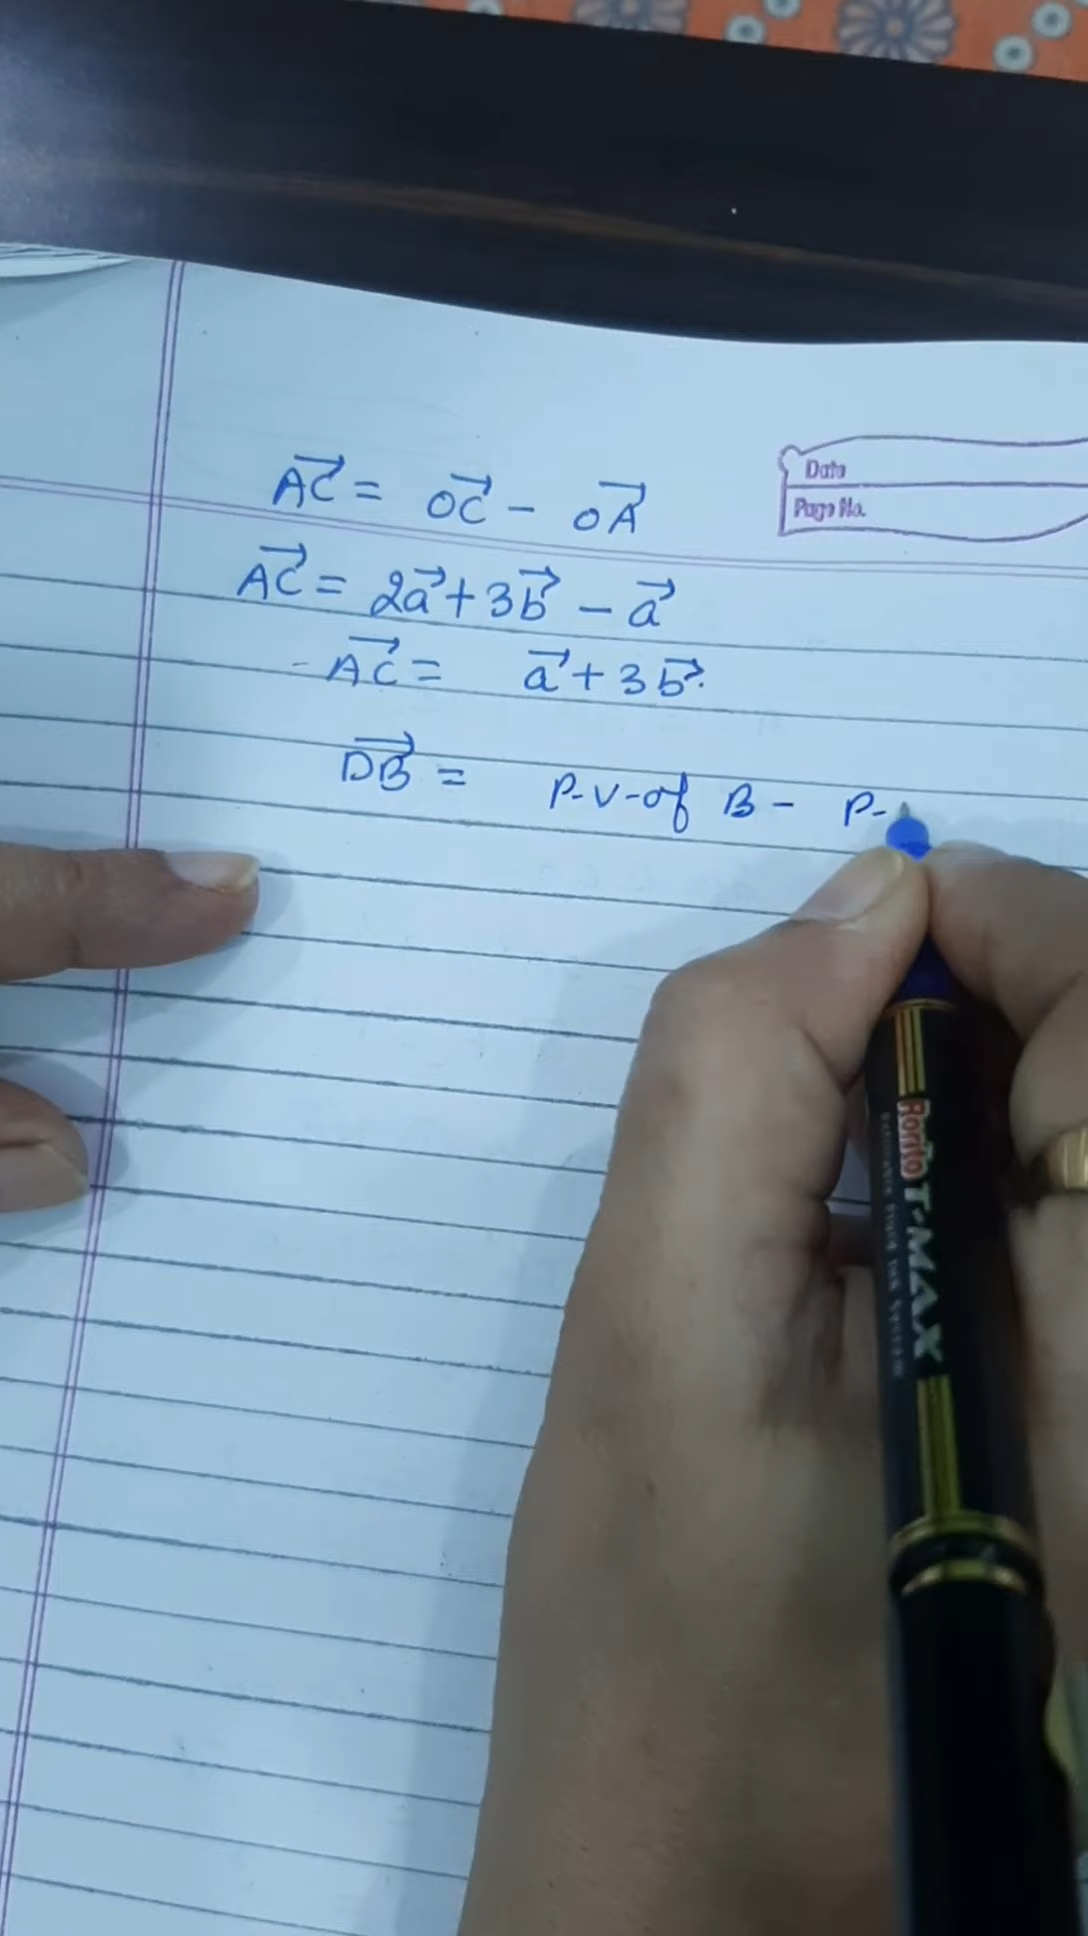 Date
Page No.
AC⃗ = OC⃗ - OA⃗
AC⃗ = 2a⃗ + 3b⃗ - a⃗
- AC⃗ = a⃗ + 3b⃗.
DB⃗ = P-V-of B - P-
Rorito T-MAX